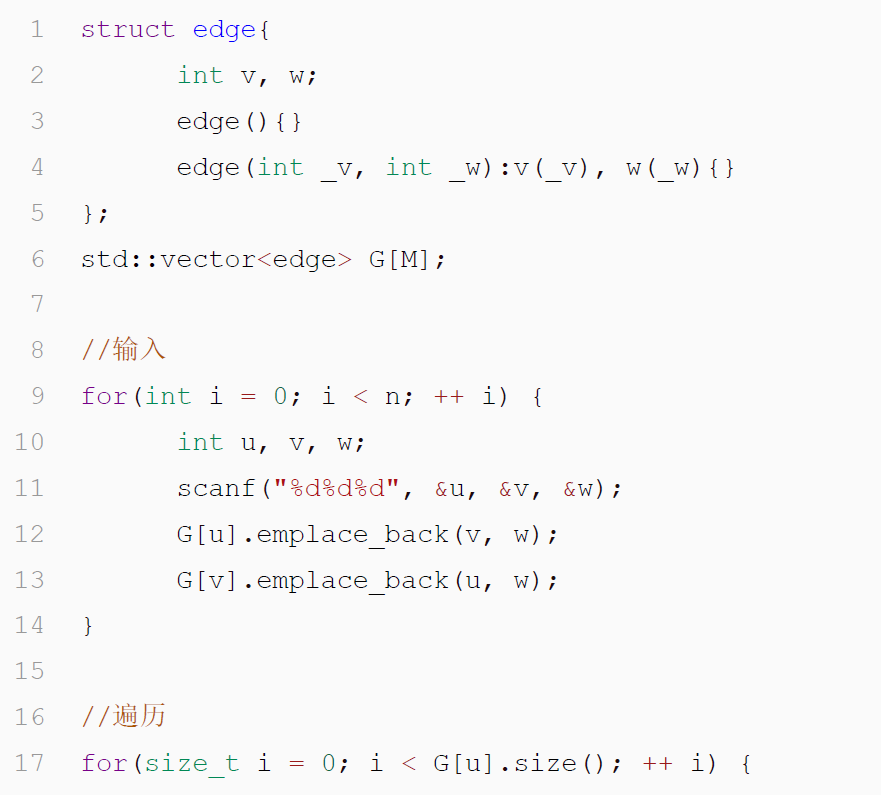 1 struct edge{
2 int v, w;
3 edge(){}
4 edge(int _v, int _w):v(_v), w(_w){}
5 };
6 std::vector<edge> G[M];
7
8 //输入
9 for(int i = 0; i < n; ++ i) {
10 int u, v, w;
11 scanf("%d%d%d", &u, &v, &w);
12 G[u].emplace_back(v, w);
13 G[v].emplace_back(u, w);
14 }
15
16 //遍历
17 for(size_t i = 0; i < G[u].size(); ++ i) {